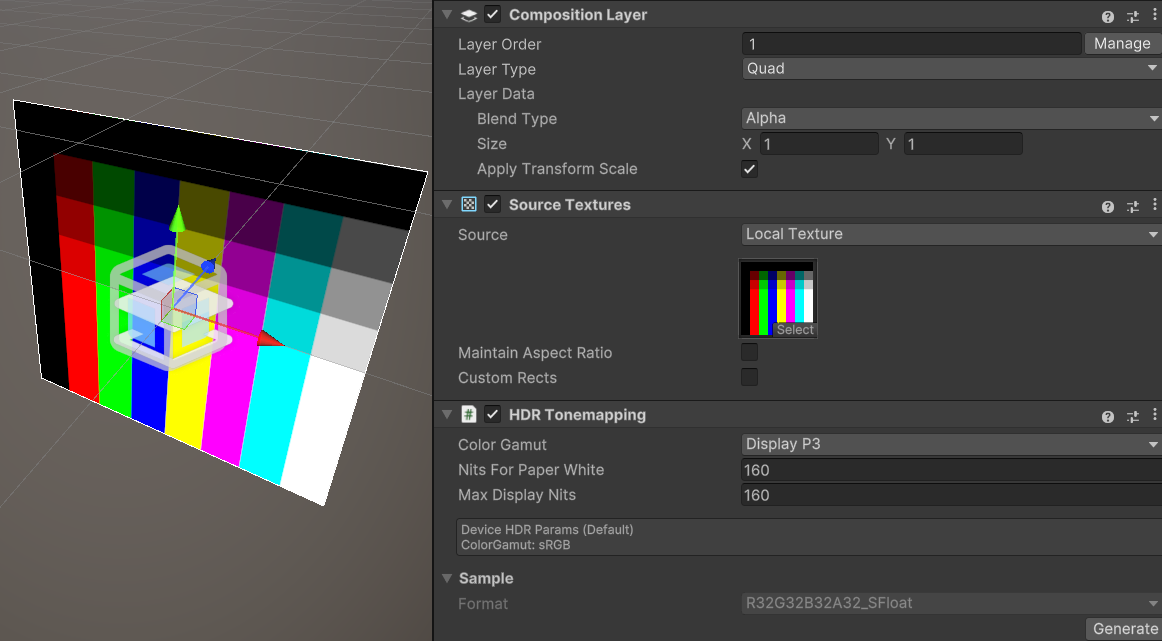 Composition Layer
Layer Order 1 Manage
Layer Type Quad
Layer Data
Blend Type Alpha
Size X 1 Y 1
Apply Transform Scale
Source Textures
Source Local Texture
Select
Maintain Aspect Ratio
Custom Rects
# HDR Tonemapping
Color Gamut Display P3
Nits For Paper White 160
Max Display Nits 160
Device HDR Params (Default)
ColorGamut: sRGB
Sample
Format R32G32B32A32_SFloat
Generate